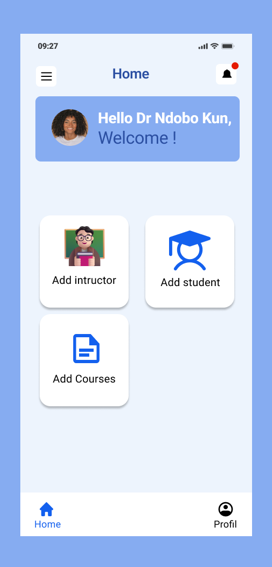 09:27
Home
Hello Dr Ndobo Kun,
Welcome !
Add intructor
Add student
Add Courses
Home
Profil